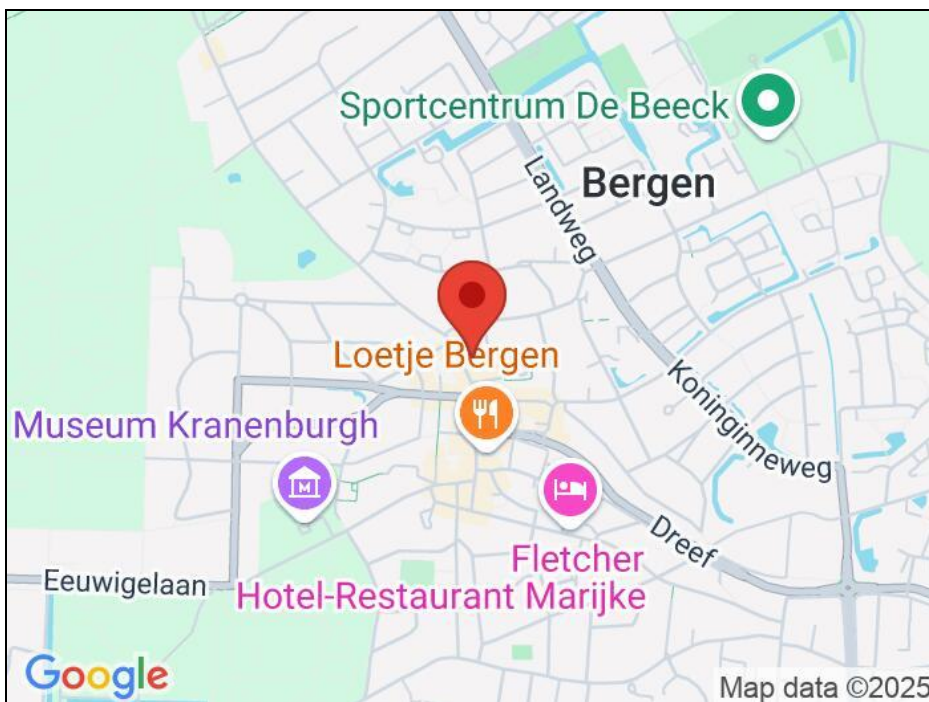 Sportcentrum De Beeck
Bergen
Landweg
Loetje Bergen
Koninginneweg
Museum Kranenburgh
M
Dreef
Fletcher
Hotel-Restaurant Marijke
Eeuwigelaan
Google
Map data ©2025